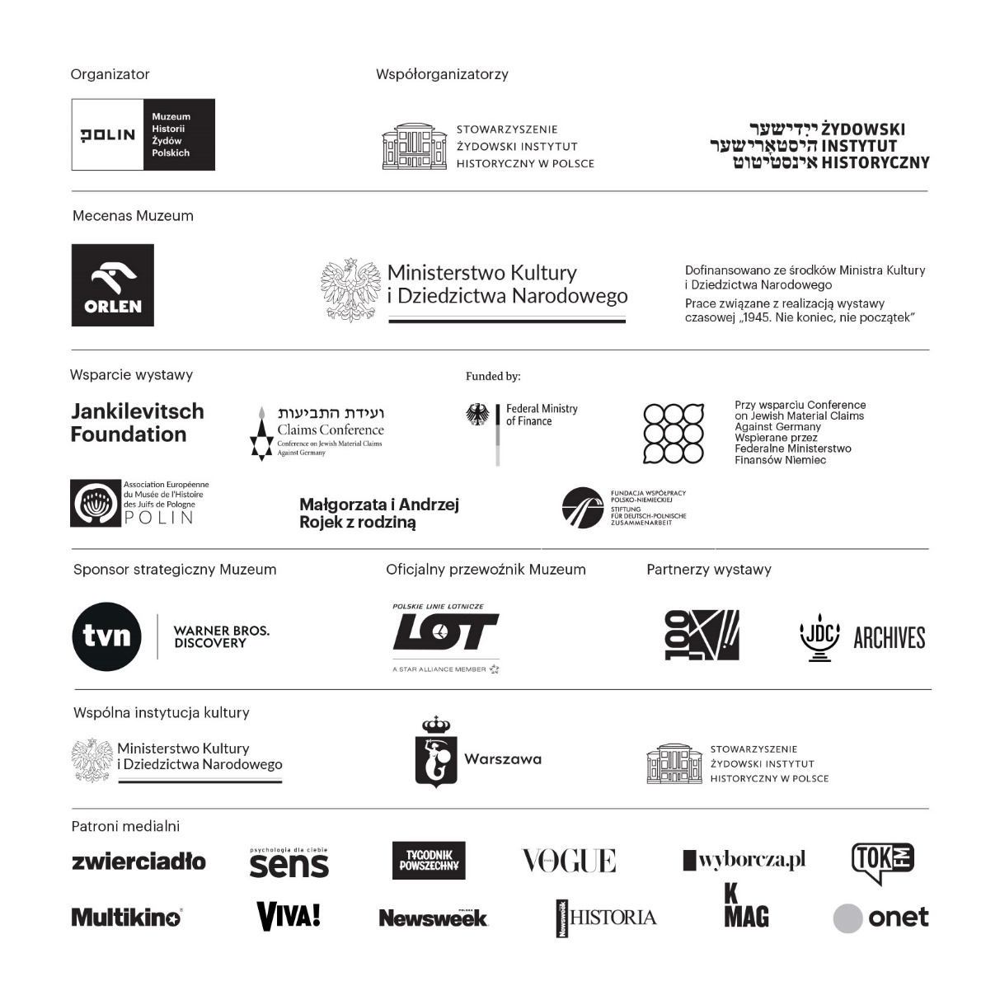 Organizator
Współorganizatorzy
POLIN
Muzeum
Historii
Żydów
Polskich
STOWARZYSZENIE
ŻYDOWSKI INSTYTUT
HISTORYCZNY W POLSCE
ייִדישער ŻYDOWSKI
היסטאָרישער INSTYTUT
אינסטיטוט HISTORYCZNY
Mecenas Muzeum
ORLEN
Ministerstwo Kultury
i Dziedzictwa Narodowego
Dofinansowano ze środków Ministra Kultury
i Dziedzictwa Narodowego
Prace związane z realizacją wystawy
czasowej „1945. Nie koniec, nie początek”
Wsparcie wystawy
Jankilevitsch
Foundation
ועידת התביעות
Claims Conference
Conference on Jewish Material Claims
Against Germany
Funded by:
Federal Ministry
of Finance
Przy wsparciu Conference
on Jewish Material Claims
Against Germany
Wspierane przez
Federalne Ministerstwo
Finansów Niemiec
Association Européenne
du Musée de l'Histoire
des Juifs de Pologne
POLIN
Małgorzata i Andrzej
Rojek z rodziną
FUNDACJA WSPÓŁPRACY
POLSKO-NIEMIECKIEJ
STIFTUNG
FÜR DEUTSCH-POLNISCHE
ZUSAMMENARBEIT
Sponsor strategiczny Muzeum
tvn
WARNER BROS.
DISCOVERY
Oficjalny przewoźnik Muzeum
POLSKIE LINIE LOTNICZE
LOT
A STAR ALLIANCE MEMBER
Partnerzy wystawy
100
JDC ARCHIVES
Wspólna instytucja kultury
Ministerstwo Kultury
i Dziedzictwa Narodowego
Warszawa
STOWARZYSZENIE
ŻYDOWSKI INSTYTUT
HISTORYCZNY W POLSCE
Patroni medialni
zwierciadło
psychologia dla ciebie
sens
TYGODNIK
POWSZECHNY
VOGUE
wyborcza.pl
TOK FM
Multikino®
VIVA!
POLSKA
Newsweek
Newsweek HISTORIA
K
MAG
onet